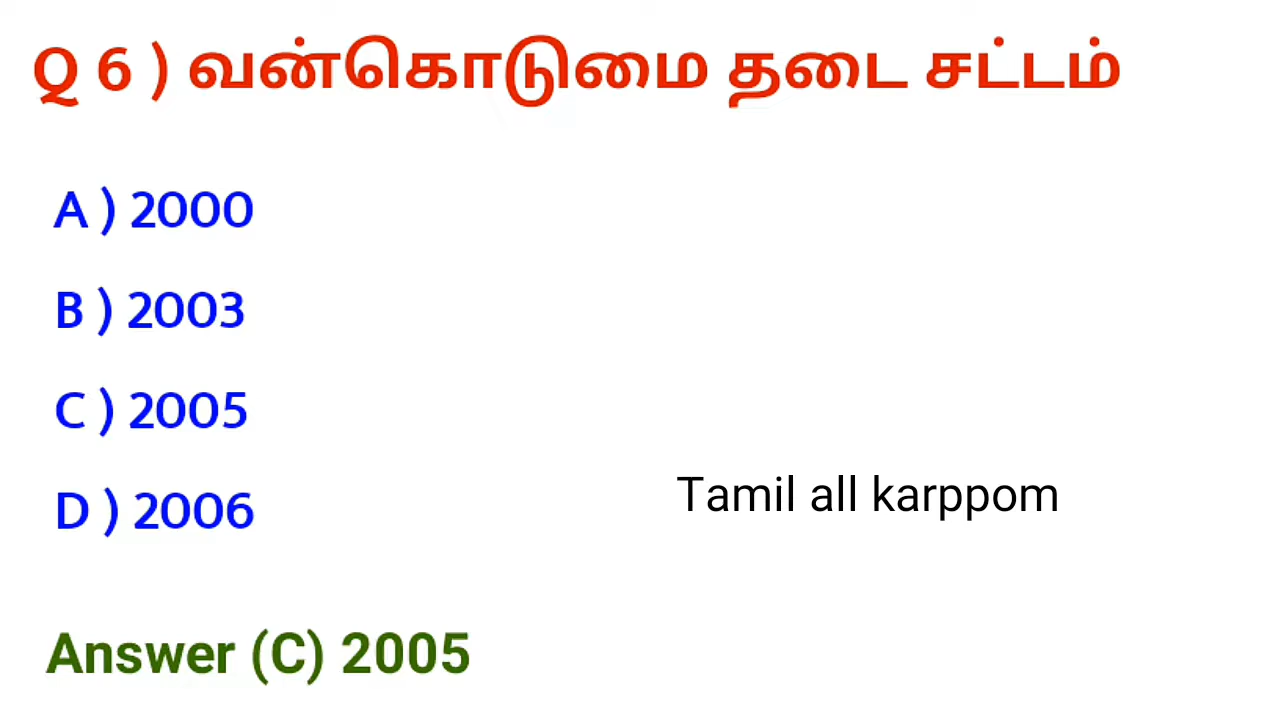 Q 6 ) வன்கொடுமை தடை சட்டம்
A ) 2000
B ) 2003
C ) 2005
D ) 2006
Tamil all karppom
Answer (C) 2005